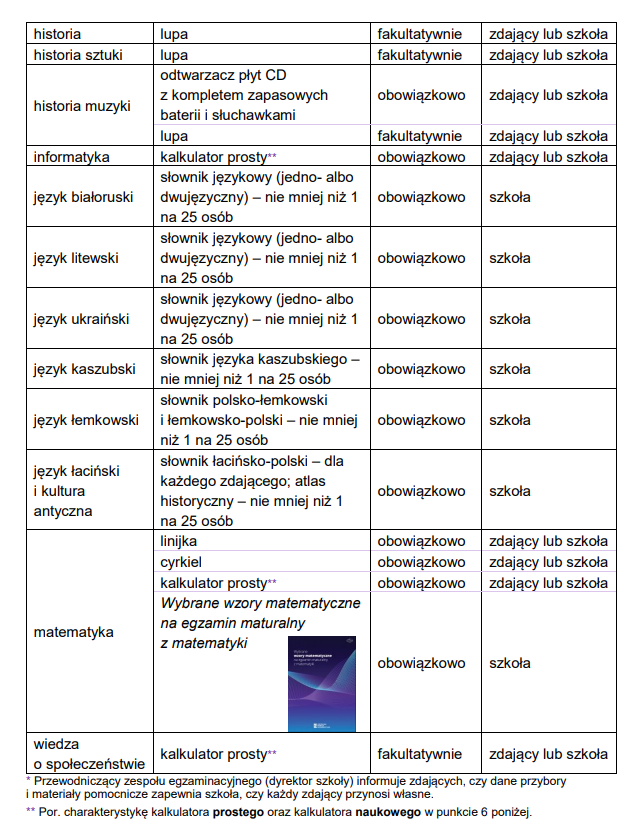 historia lupa fakultatywnie zdający lub szkoła
historia sztuki lupa fakultatywnie zdający lub szkoła
historia muzyki
odtwarzacz płyt CD
z kompletem zapasowych
baterii i słuchawkami
obowiązkowo zdający lub szkoła
lupa fakultatywnie zdający lub szkoła
informatyka kalkulator prosty** obowiązkowo zdający lub szkoła
język białoruski
słownik językowy (jedno- albo
dwujęzyczny) – nie mniej niż 1
na 25 osób
obowiązkowo szkoła
język litewski
słownik językowy (jedno- albo
dwujęzyczny) – nie mniej niż 1
na 25 osób
obowiązkowo szkoła
język ukraiński
słownik językowy (jedno- albo
dwujęzyczny) – nie mniej niż 1
na 25 osób
obowiązkowo szkoła
język kaszubski
słownik języka kaszubskiego –
nie mniej niż 1 na 25 osób
obowiązkowo szkoła
język łemkowski
słownik polsko-łemkowski
i łemkowsko-polski – nie mniej
niż 1 na 25 osób
obowiązkowo szkoła
język łaciński
i kultura
antyczna
słownik łacińsko-polski – dla
każdego zdającego; atlas
historyczny – nie mniej niż 1
na 25 osób
obowiązkowo szkoła
matematyka
linijka obowiązkowo zdający lub szkoła
cyrkiel obowiązkowo zdający lub szkoła
kalkulator prosty** obowiązkowo zdający lub szkoła
Wybrane wzory matematyczne
na egzamin maturalny
z matematyki
wzory matematyczne
obowiązkowo szkoła
wiedza
o społeczeństwie
kalkulator prosty** fakultatywnie zdający lub szkoła
* Przewodniczący zespołu egzaminacyjnego (dyrektor szkoły) informuje zdających, czy dane przybory
i materiały pomocnicze zapewnia szkoła, czy każdy zdający przynosi własne.
** Por. charakterystykę kalkulatora prostego oraz kalkulatora naukowego w punkcie 6 poniżej.